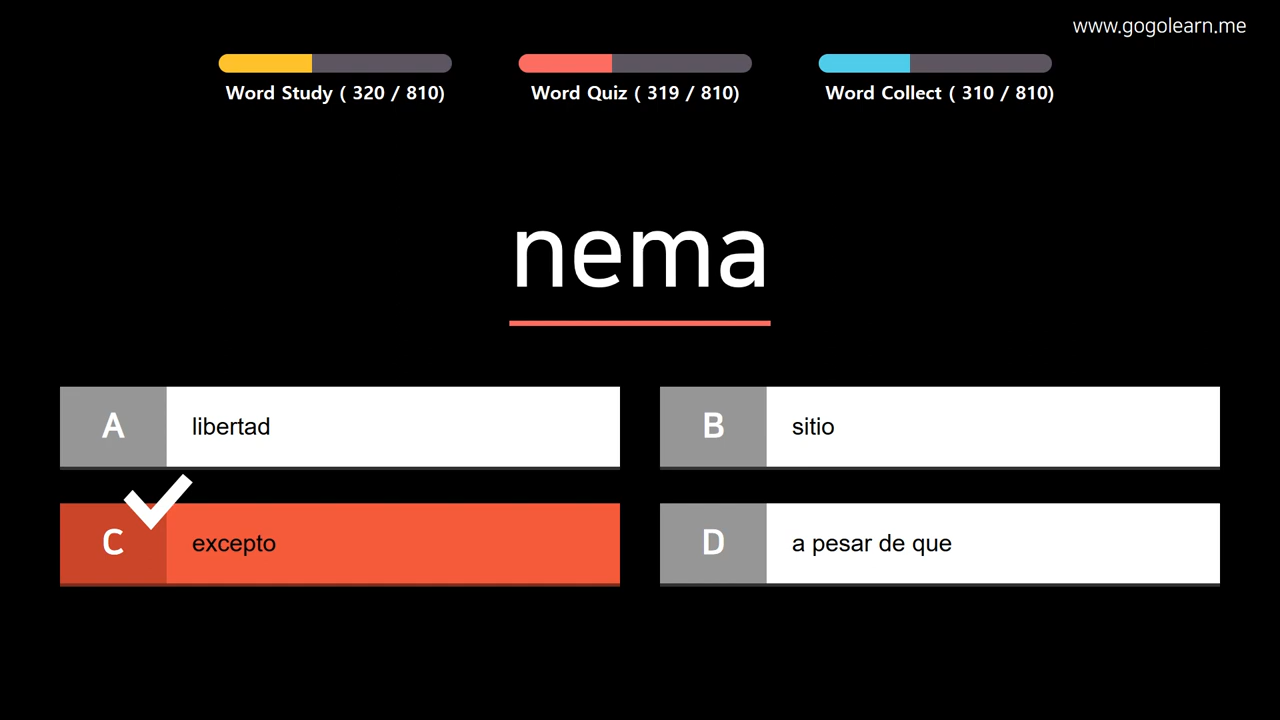 www.gogolearn.me
Word Study ( 320 / 810)
Word Quiz ( 319 / 810)
Word Collect ( 310 / 810)
nema
A libertad
B sitio
C excepto
D a pesar de que